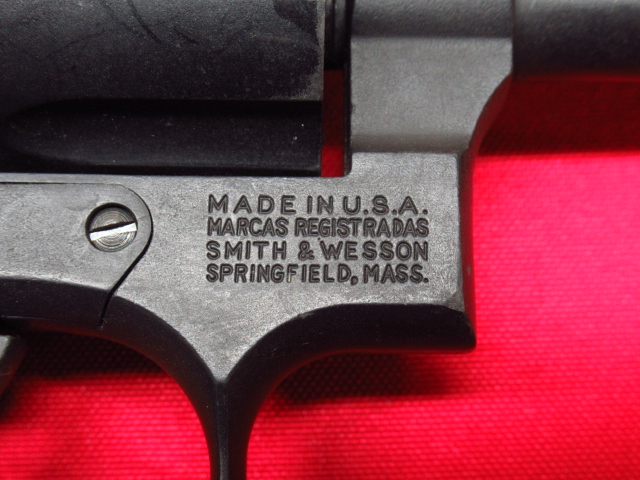 MADE IN U.S.A.
MARCAS REGISTRADAS
SMITH & WESSON
SPRINGFIELD, MASS.